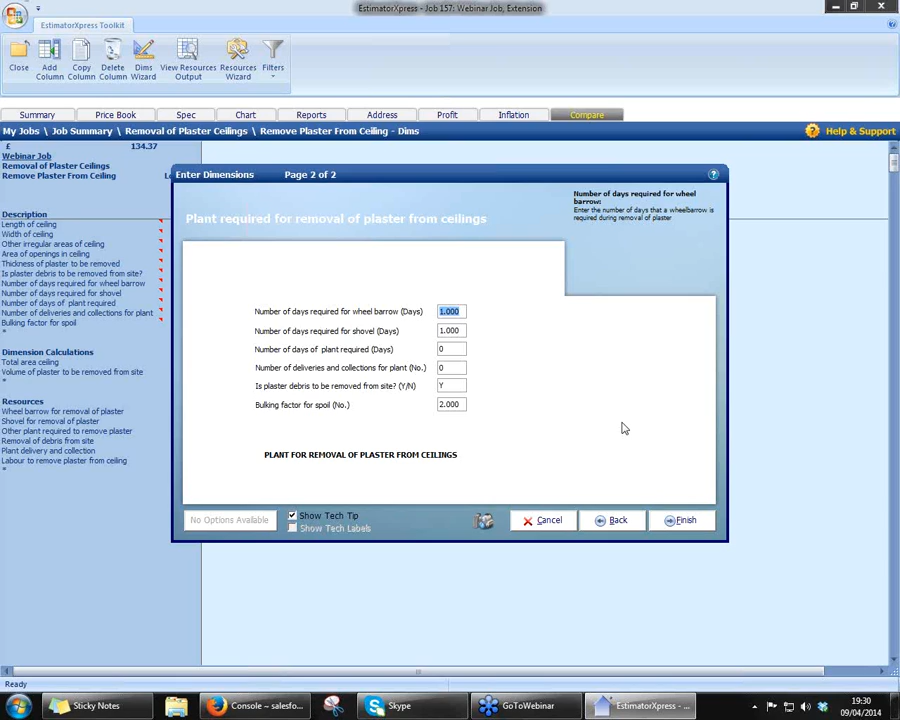 EstimatorXpress - Job 157: Webinar Job, Extension
EstimatorXpress Toolkit
Close
Add Column
Copy Column
Delete Column
Dims Wizard
View Resources Output
Resources Wizard
Filters
Summary
Price Book
Spec
Chart
Reports
Address
Profit
Inflation
Compare
My Jobs \ Job Summary \ Removal of Plaster Ceilings \ Remove Plaster From Ceiling - Dims
Help & Support
£ 134.37
Webinar Job
Removal of Plaster Ceilings
Remove Plaster From Ceiling
Description
Length of ceiling
Width of ceiling
Other irregular areas of ceiling
Area of openings in ceiling
Thickness of plaster to be removed
Is plaster debris to be removed from site?
Number of days required for wheel barrow
Number of days required for shovel
Number of days of plant required
Number of deliveries and collections for plant
Bulking factor for spoil
*
Dimension Calculations
Total area ceiling
Volume of plaster to be removed from site
*
Resources
Wheel barrow for removal of plaster
Shovel for removal of plaster
Other plant required to remove plaster
Removal of debris from site
Plant delivery and collection
Labour to remove plaster from ceiling
*
Enter Dimensions Page 2 of 2
?
Plant required for removal of plaster from ceilings
Number of days required for wheel
barrow:
Enter the number of days that a wheelbarrow is
required during removal of plaster
Number of days required for wheel barrow (Days) 1.000
Number of days required for shovel (Days) 1.000
Number of days of plant required (Days) 0
Number of deliveries and collections for plant (No.) 0
Is plaster debris to be removed from site? (Y/N) Y
Bulking factor for spoil (No.) 2.000
PLANT FOR REMOVAL OF PLASTER FROM CEILINGS
No Options Available
Show Tech Tip
Show Tech Labels
Cancel
Back
Finish
Ready
Sticky Notes
Console ~ salesfo...
Skype
GoToWebinar
EstimatorXpress - ...
19:30
09/04/2014